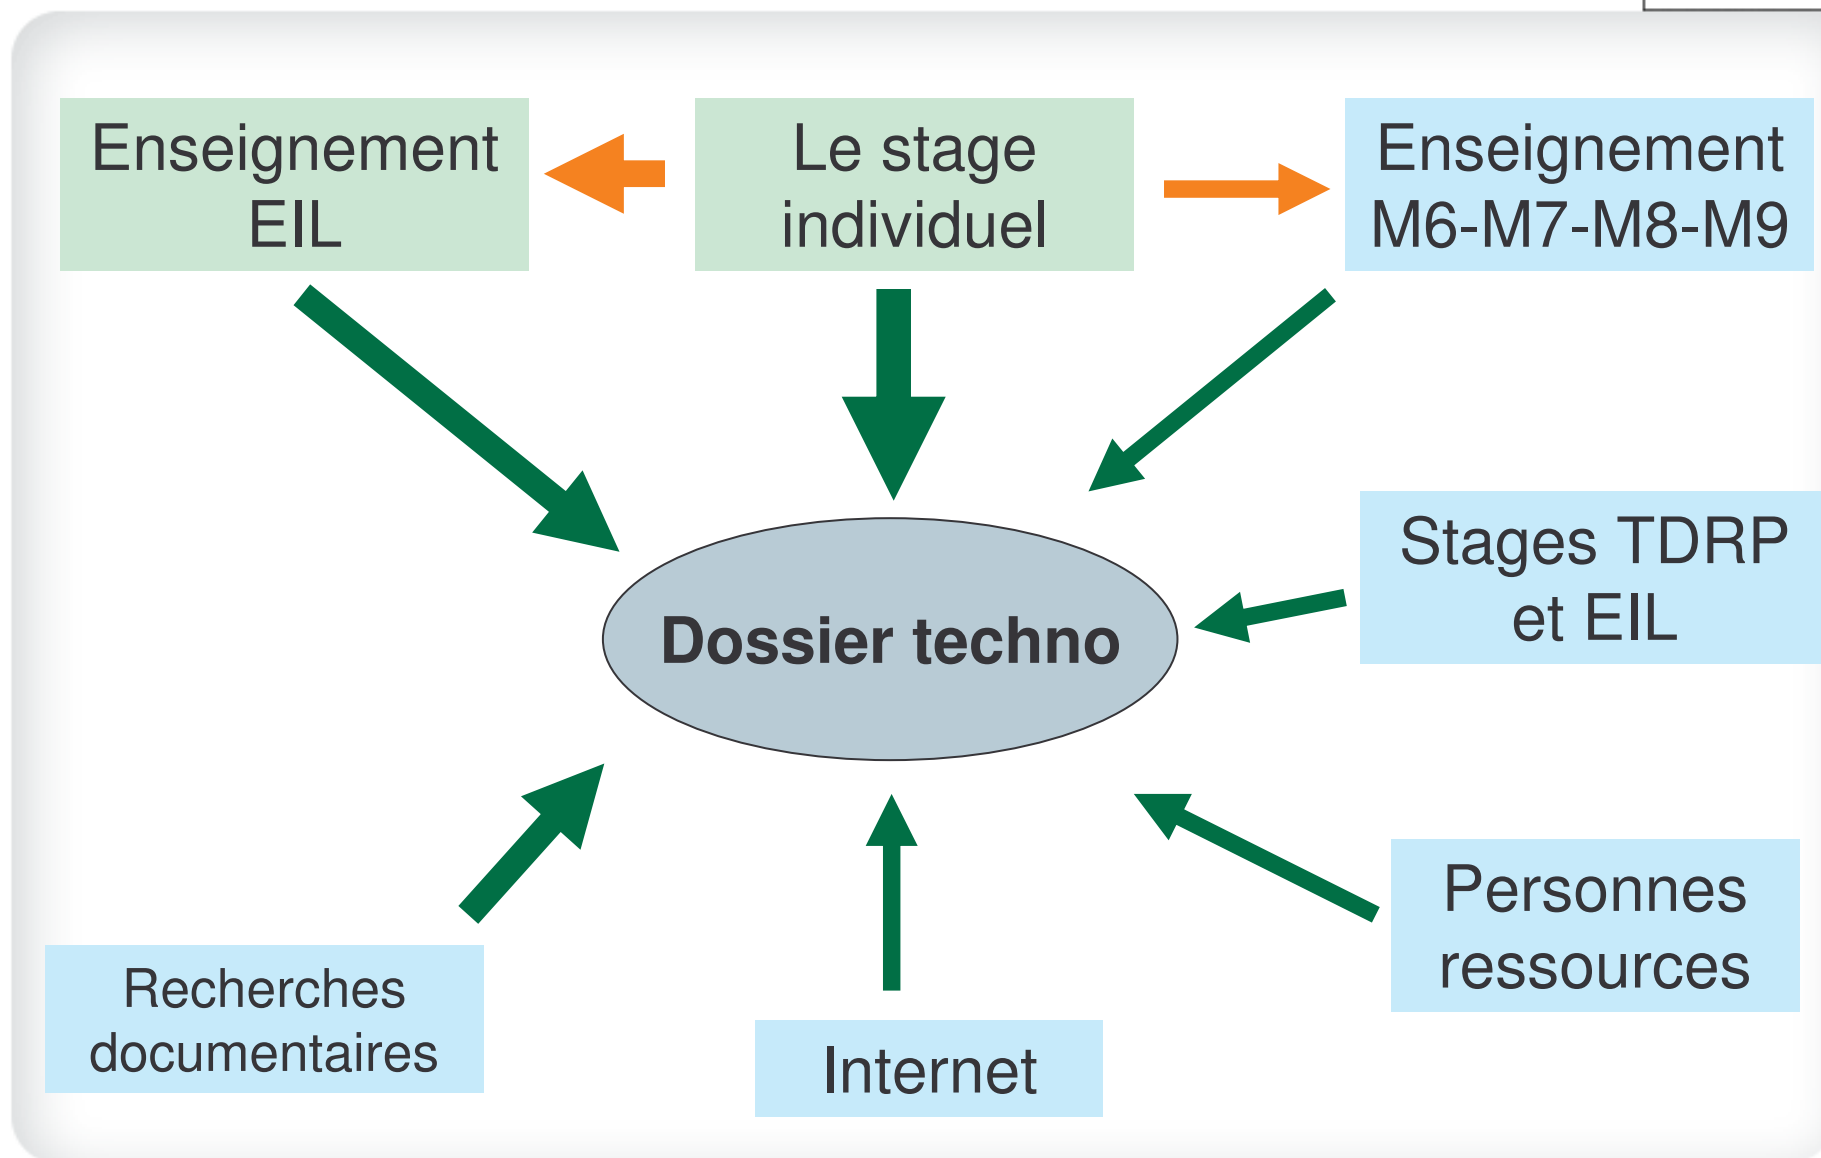 Enseignement
EIL
Le stage
individuel
Enseignement
M6-M7-M8-M9
Stages TDRP
et EIL
Dossier techno
Personnes
ressources
Recherches
documentaires
Internet